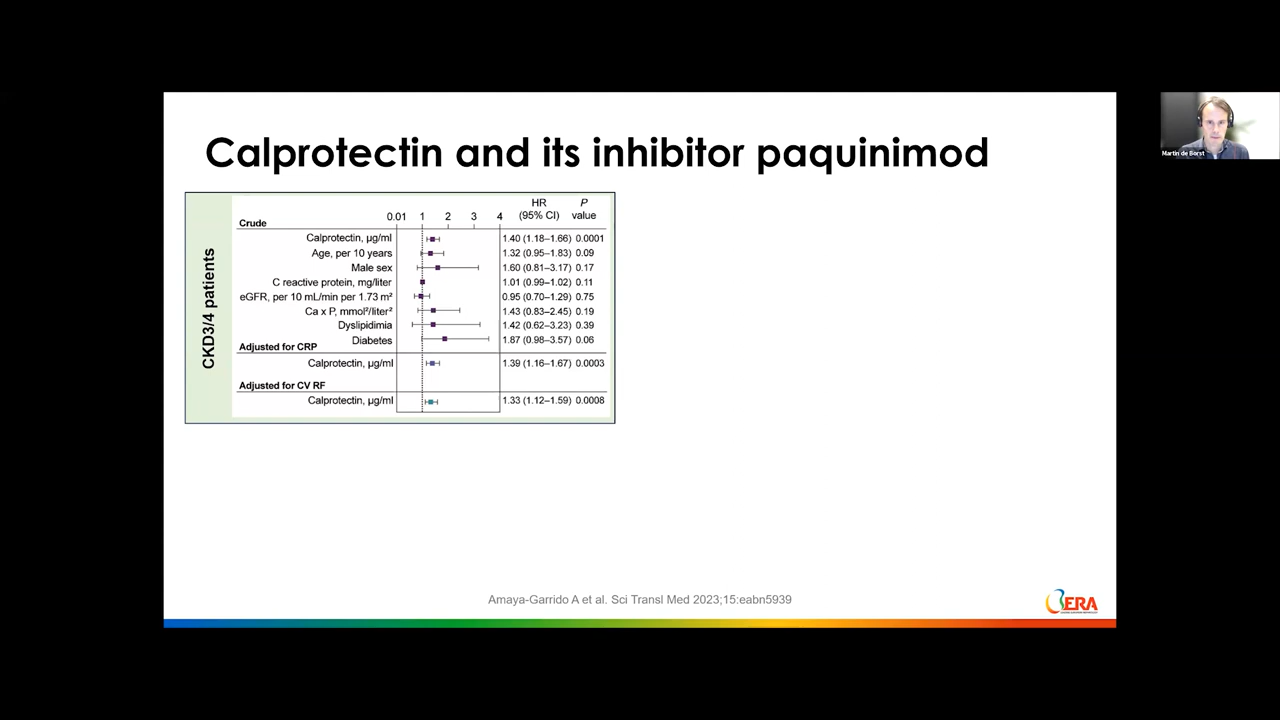 Calprotectin and its inhibitor paquinimod
Martin de Borst
CKD3/4 patients
HR P
0.01 1 2 3 4 (95% CI) value
Crude
Calprotectin, µg/ml 1.40 (1.18–1.66) 0.0001
Age, per 10 years 1.32 (0.95–1.83) 0.09
Male sex 1.60 (0.81–3.17) 0.17
C reactive protein, mg/liter 1.01 (0.99–1.02) 0.11
eGFR, per 10 mL/min per 1.73 m² 0.95 (0.70–1.29) 0.75
Ca x P, mmol²/liter² 1.43 (0.83–2.45) 0.19
Dyslipidimia 1.42 (0.62–3.23) 0.39
Diabetes 1.87 (0.98–3.57) 0.06
Adjusted for CRP
Calprotectin, µg/ml 1.39 (1.16–1.67) 0.0003
Adjusted for CV RF
Calprotectin, µg/ml 1.33 (1.12–1.59) 0.0008
Amaya-Garrido A et al. Sci Transl Med 2023;15:eabn5939
ERA